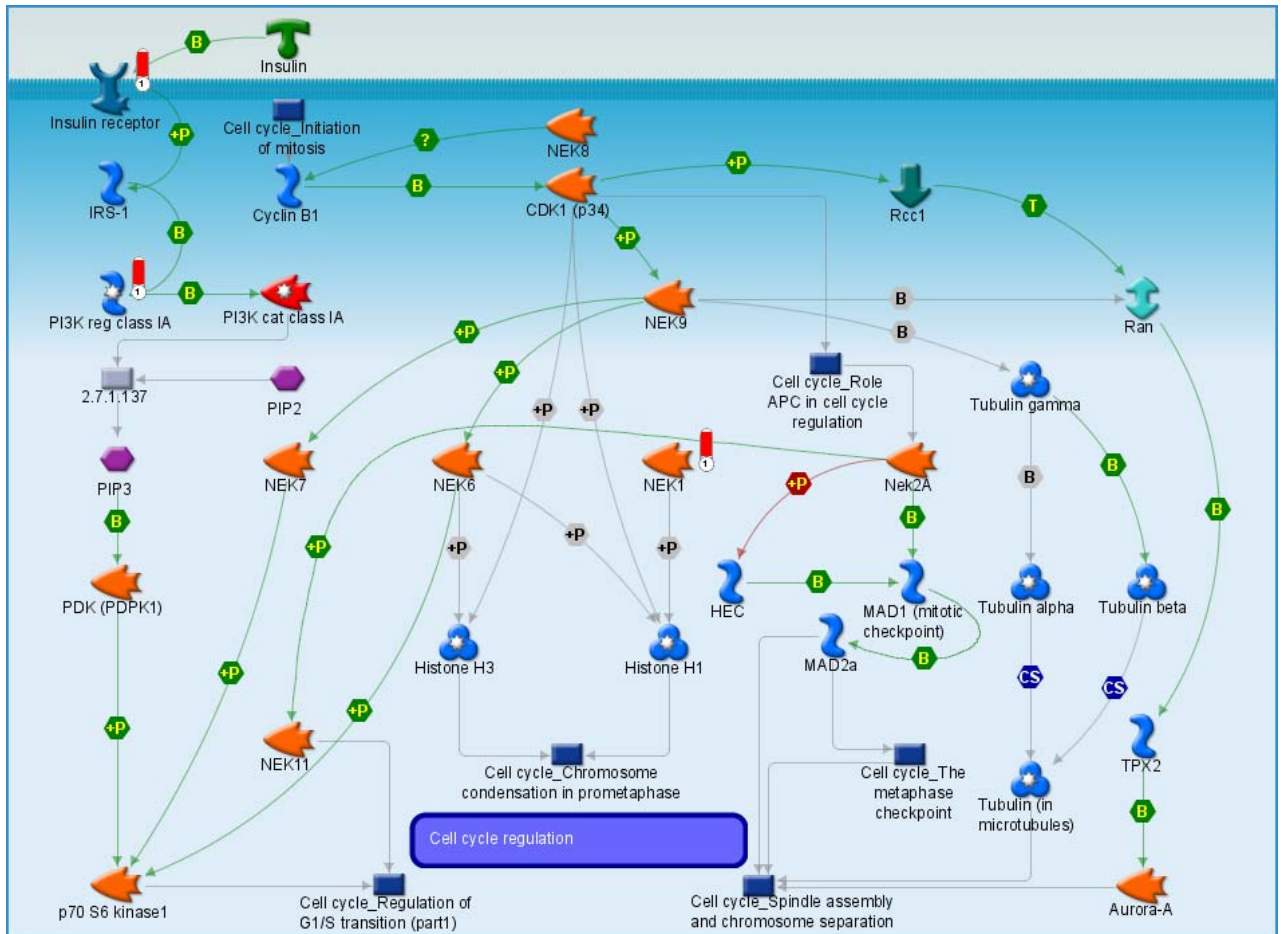 B
Insulin
1
Insulin receptor
+P
Cell cycle_Initiation
of mitosis
?
NEK8
+P
IRS-1
Cyclin B1
B
CDK1 (p34)
Rcc1
T
B
+P
1
B
PI3K reg class IA
PI3K cat class IA
NEK9
B
B
Ran
+P
+P
2.7.1.137
PIP2
Cell cycle_Role
APC in cell cycle
regulation
Tubulin gamma
+P
+P
PIP3
NEK7
NEK6
NEK1
1
Nek2A
+P
B
B
B
B
B
+P
+P
+P
+P
PDK (PDPK1)
HEC
B
MAD1 (mitotic
checkpoint)
Tubulin alpha
Tubulin beta
Histone H3
Histone H1
MAD2a
B
+P
CS
CS
+P
+P
NEK11
Cell cycle_Chromosome
condensation in prometaphase
Cell cycle_The
metaphase
checkpoint
Tubulin (in
microtubules)
TPX2
B
Cell cycle regulation
p70 S6 kinase1
Cell cycle_Regulation of
G1/S transition (part1)
Cell cycle_Spindle assembly
and chromosome separation
Aurora-A